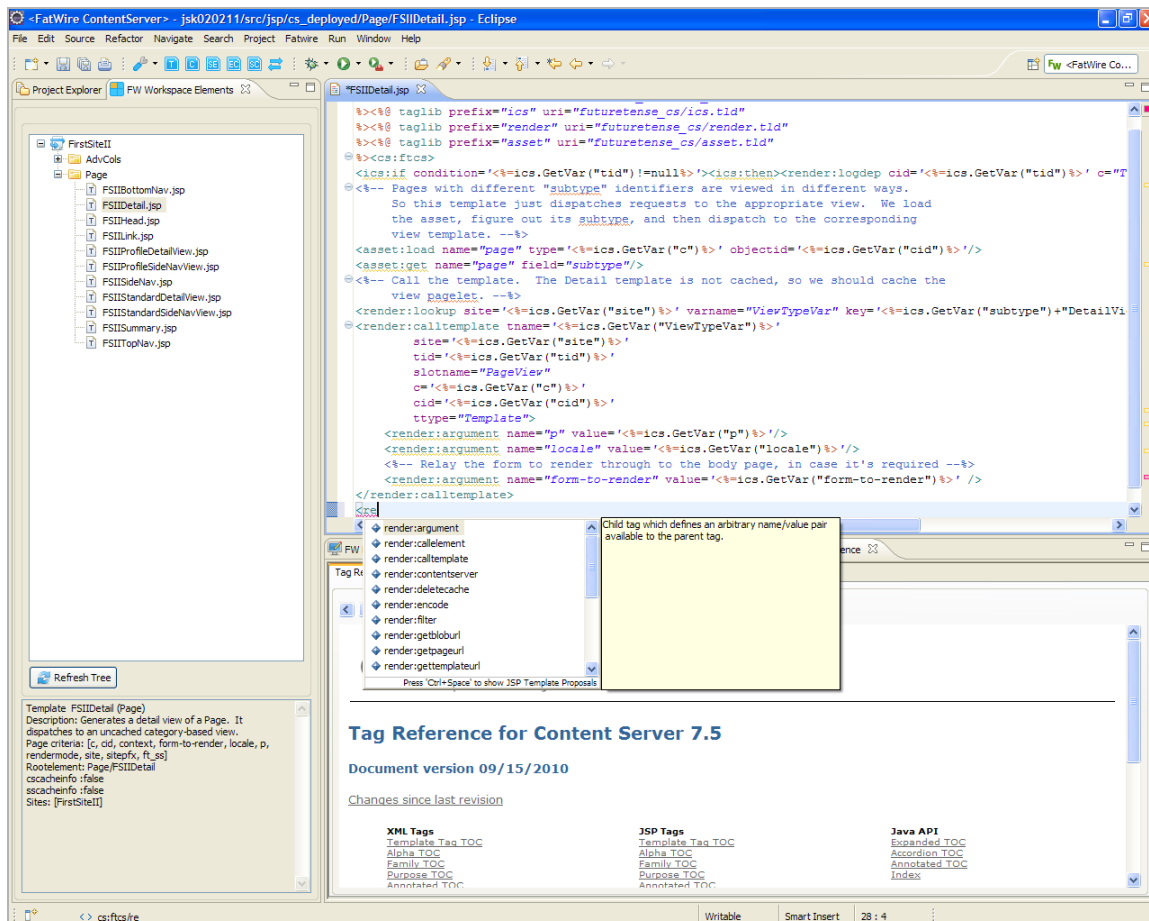 <FatWire ContentServer> - jsk020211/src/jsp/cs_deployed/Page/FSIIDetail.jsp - Eclipse
File Edit Source Refactor Navigate Search Project Fatwire Run Window Help
FW <FatWire Co...
Project Explorer FW Workspace Elements
*FSIIDetail.jsp
FirstSiteII
AdvCols
Page
FSIIBottomNav.jsp
FSIIDetail.jsp
FSIIHead.jsp
FSIILink.jsp
FSIIProfileDetailView.jsp
FSIIProfileSideNavView.jsp
FSIISideNav.jsp
FSIIStandardDetailView.jsp
FSIIStandardSideNavView.jsp
FSIISummary.jsp
FSIITopNav.jsp
Refresh Tree
Template FSIIDetail (Page)
Description: Generates a detail view of a Page. It
dispatches to an uncached category-based view.
Page criteria: [c, cid, context, form-to-render, locale, p,
rendermode, site, sitepfx, ft_ss]
Rootelement: Page/FSIIDetail
cscacheinfo :false
sscacheinfo :false
Sites: [FirstSiteII]
%><%@ taglib prefix="ics" uri="futuretense_cs/ics.tld"
%><%@ taglib prefix="render" uri="futuretense_cs/render.tld"
%><%@ taglib prefix="asset" uri="futuretense_cs/asset.tld"
%><cs:ftcs>
<ics:if condition='<%=ics.GetVar("tid")!=null%>'><ics:then><render:logdep cid='<%=ics.GetVar("tid")%>' c="T
<%-- Pages with different "subtype" identifiers are viewed in different ways.
So this template just dispatches requests to the appropriate view. We load
the asset, figure out its subtype, and then dispatch to the corresponding
view template. --%>
<asset:load name="page" type='<%=ics.GetVar("c")%>' objectid='<%=ics.GetVar("cid")%>'/>
<asset:get name="page" field="subtype"/>
<%-- Call the template. The Detail template is not cached, so we should cache the
view pagelet. --%>
<render:lookup site='<%=ics.GetVar("site")%>' varname="ViewTypeVar" key='<%=ics.GetVar("subtype")+"DetailVi
<render:calltemplate tname='<%=ics.GetVar("ViewTypeVar")%>'
site='<%=ics.GetVar("site")%>'
tid='<%=ics.GetVar("tid")%>'
slotname="PageView"
c='<%=ics.GetVar("c")%>'
cid='<%=ics.GetVar("cid")%>'
ttype="Template">
<render:argument name="p" value='<%=ics.GetVar("p")%>'/>
<render:argument name="locale" value='<%=ics.GetVar("locale")%>'/>
<%-- Relay the form to render through to the body page, in case it's required --%>
<render:argument name="form-to-render" value='<%=ics.GetVar("form-to-render")%>' />
</render:calltemplate>
<re
render:argument
render:callelement
render:calltemplate
render:contentserver
render:deletecache
render:encode
render:filter
render:getbloburl
render:getpageurl
render:gettemplateurl
Press 'Ctrl+Space' to show JSP Template Proposals
Child tag which defines an arbitrary name/value pair
available to the parent tag.
FW
ence
Tag Re
Tag Reference for Content Server 7.5
Document version 09/15/2010
Changes since last revision
XML Tags
Template Tag TOC
Alpha TOC
Family TOC
Purpose TOC
Annotated TOC
JSP Tags
Template Tag TOC
Alpha TOC
Family TOC
Purpose TOC
Annotated TOC
Java API
Expanded TOC
Accordion TOC
Annotated TOC
Index
<> cs:ftcs/re
Writable Smart Insert 28 : 4